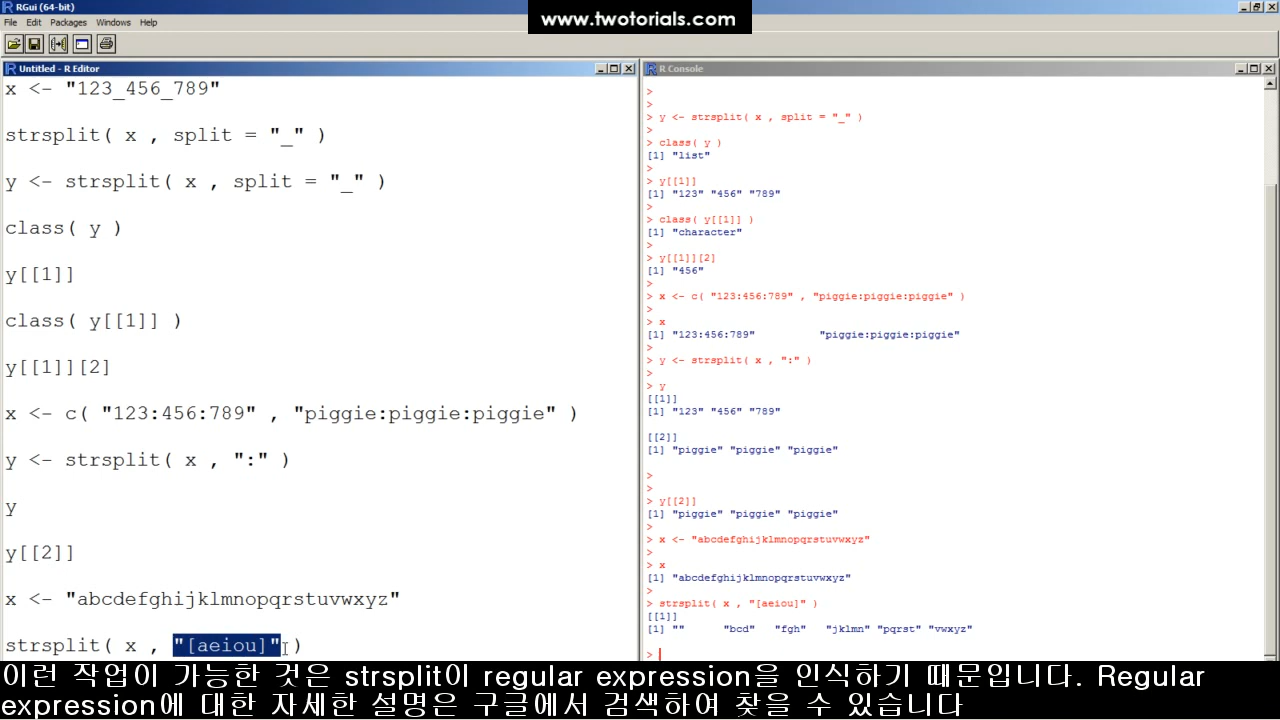 RGui (64-bit)
www.twotorials.com
File Edit Packages Windows Help
Untitled - R Editor
x <- "123_456_789"
strsplit( x , split = "_" )
y <- strsplit( x , split = "_" )
class( y )
y[[1]]
class( y[[1]] )
y[[1]][2]
x <- c( "123:456:789" , "piggie:piggie:piggie" )
y <- strsplit( x , ":" )
y
y[[2]]
x <- "abcdefghijklmnopqrstuvwxyz"
strsplit( x , "[aeiou]" )
R Console
>
>
> y <- strsplit( x , split = "_" )
>
> class( y )
[1] "list"
>
> y[[1]]
[1] "123" "456" "789"
>
> class( y[[1]] )
[1] "character"
>
> y[[1]][2]
[1] "456"
>
> x <- c( "123:456:789" , "piggie:piggie:piggie" )
>
> x
[1] "123:456:789" "piggie:piggie:piggie"
>
> y <- strsplit( x , ":" )
>
> y
[[1]]
[1] "123" "456" "789"
[[2]]
[1] "piggie" "piggie" "piggie"
>
>
> y[[2]]
[1] "piggie" "piggie" "piggie"
>
> x <- "abcdefghijklmnopqrstuvwxyz"
>
> x
[1] "abcdefghijklmnopqrstuvwxyz"
>
> strsplit( x , "[aeiou]" )
[[1]]
[1] "" "bcd" "fgh" "jklmn" "pqrst" "vwxyz"
>
이런 작업이 가능한 것은 strsplit이 regular expression을 인식하기 때문입니다. Regular
expression에 대한 자세한 설명은 구글에서 검색하여 찾을 수 있습니다